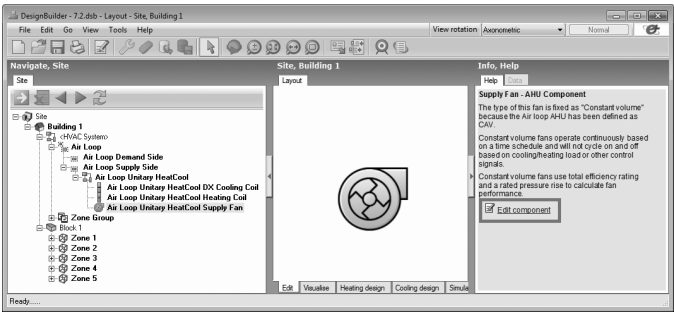 DesignBuilder - 7.2.dsb - Layout - Site, Building 1
File Edit Go View Tools Help
View rotation Axonometric Normal
Navigate, Site
Site
Site
Building 1
<HVAC System>
Air Loop
Air Loop Demand Side
Air Loop Supply Side
Air Loop Unitary HeatCool
Air Loop Unitary HeatCool DX Cooling Coil
Air Loop Unitary HeatCool Heating Coil
Air Loop Unitary HeatCool Supply Fan
Zone Group
Block 1
Zone 1
Zone 2
Zone 3
Zone 4
Zone 5
Site, Building 1
Layout
Edit Visualise Heating design Cooling design Simula
Info, Help
Help Data
Supply Fan - AHU Component
The type of this fan is fixed as "Constant volume"
because the Air loop AHU has been defined as
CAV.
Constant volume fans operate continuously based
on a time schedule and will not cycle on and off
based on cooling/heating load or other control
signals.
Constant volume fans use total efficiency rating
and a rated pressure rise to calculate fan
performance.
Edit component
Ready......